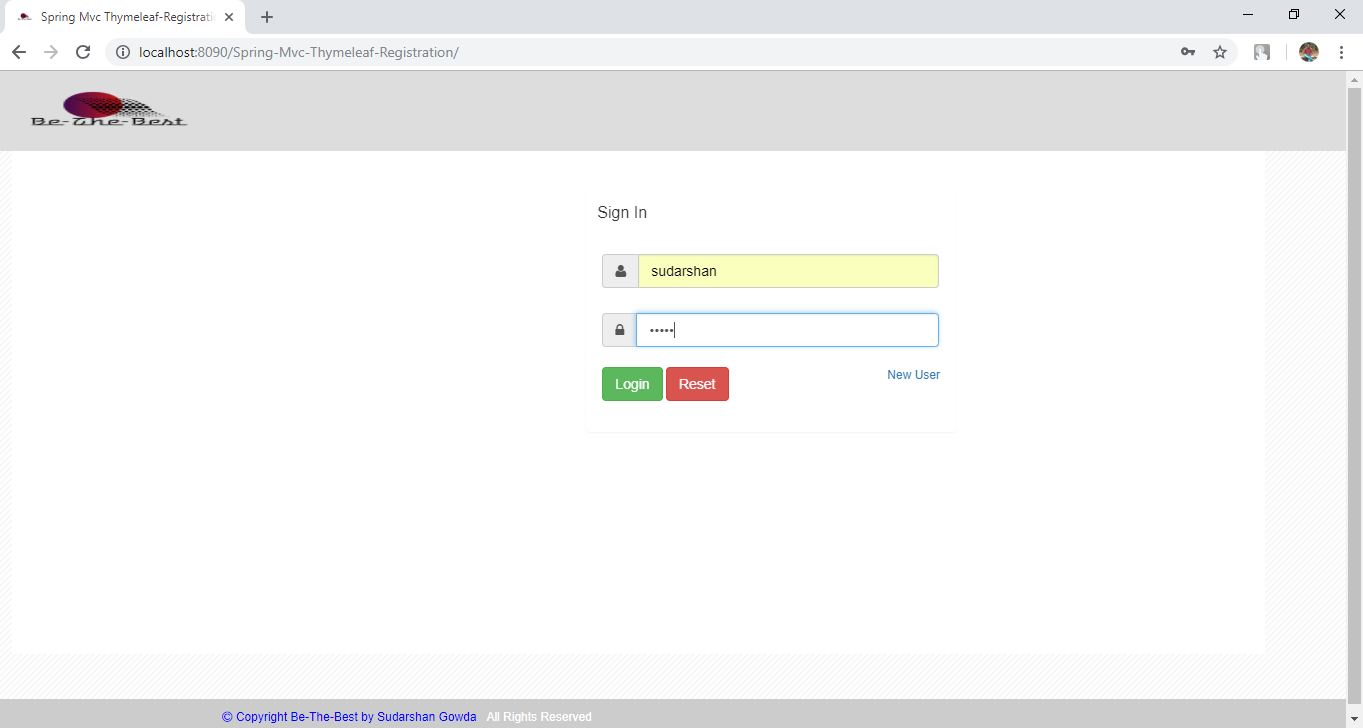 Spring Mvc Thymeleaf-Registrati
localhost:8090/Spring-Mvc-Thymeleaf-Registration/
Be-The-Best
Sign In
sudarshan
•••••
Login Reset New User
© Copyright Be-The-Best by Sudarshan Gowda All Rights Reserved